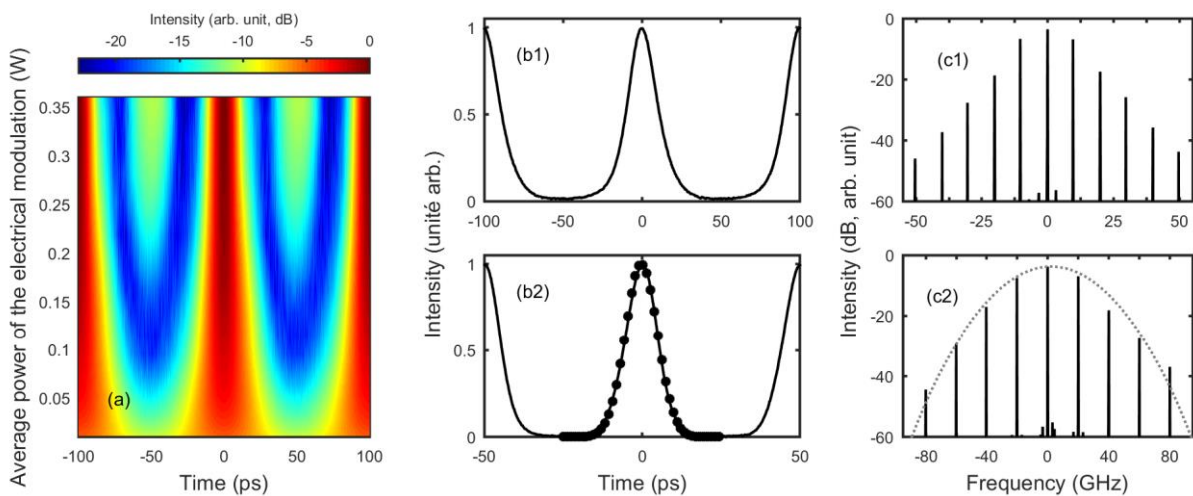 Intensity (arb. unit, dB)
-20 -15 -10 -5 0
Average power of the electrical modulation (W)
0.35
0.3
0.25
0.2
0.15
0.1
0.05
(a)
-100 -50 0 50 100
Time (ps)
Intensity (unité arb.)
1
0.5
0
(b1)
-100 -50 0 50 100
1
0.5
0
(b2)
-50 0 50
Time (ps)
Intensity (dB, arb. unit)
0
-20
-40
-60
(c1)
-50 -25 0 25 50
0
-20
-40
-60
(c2)
-80 -40 0 40 80
Frequency (GHz)